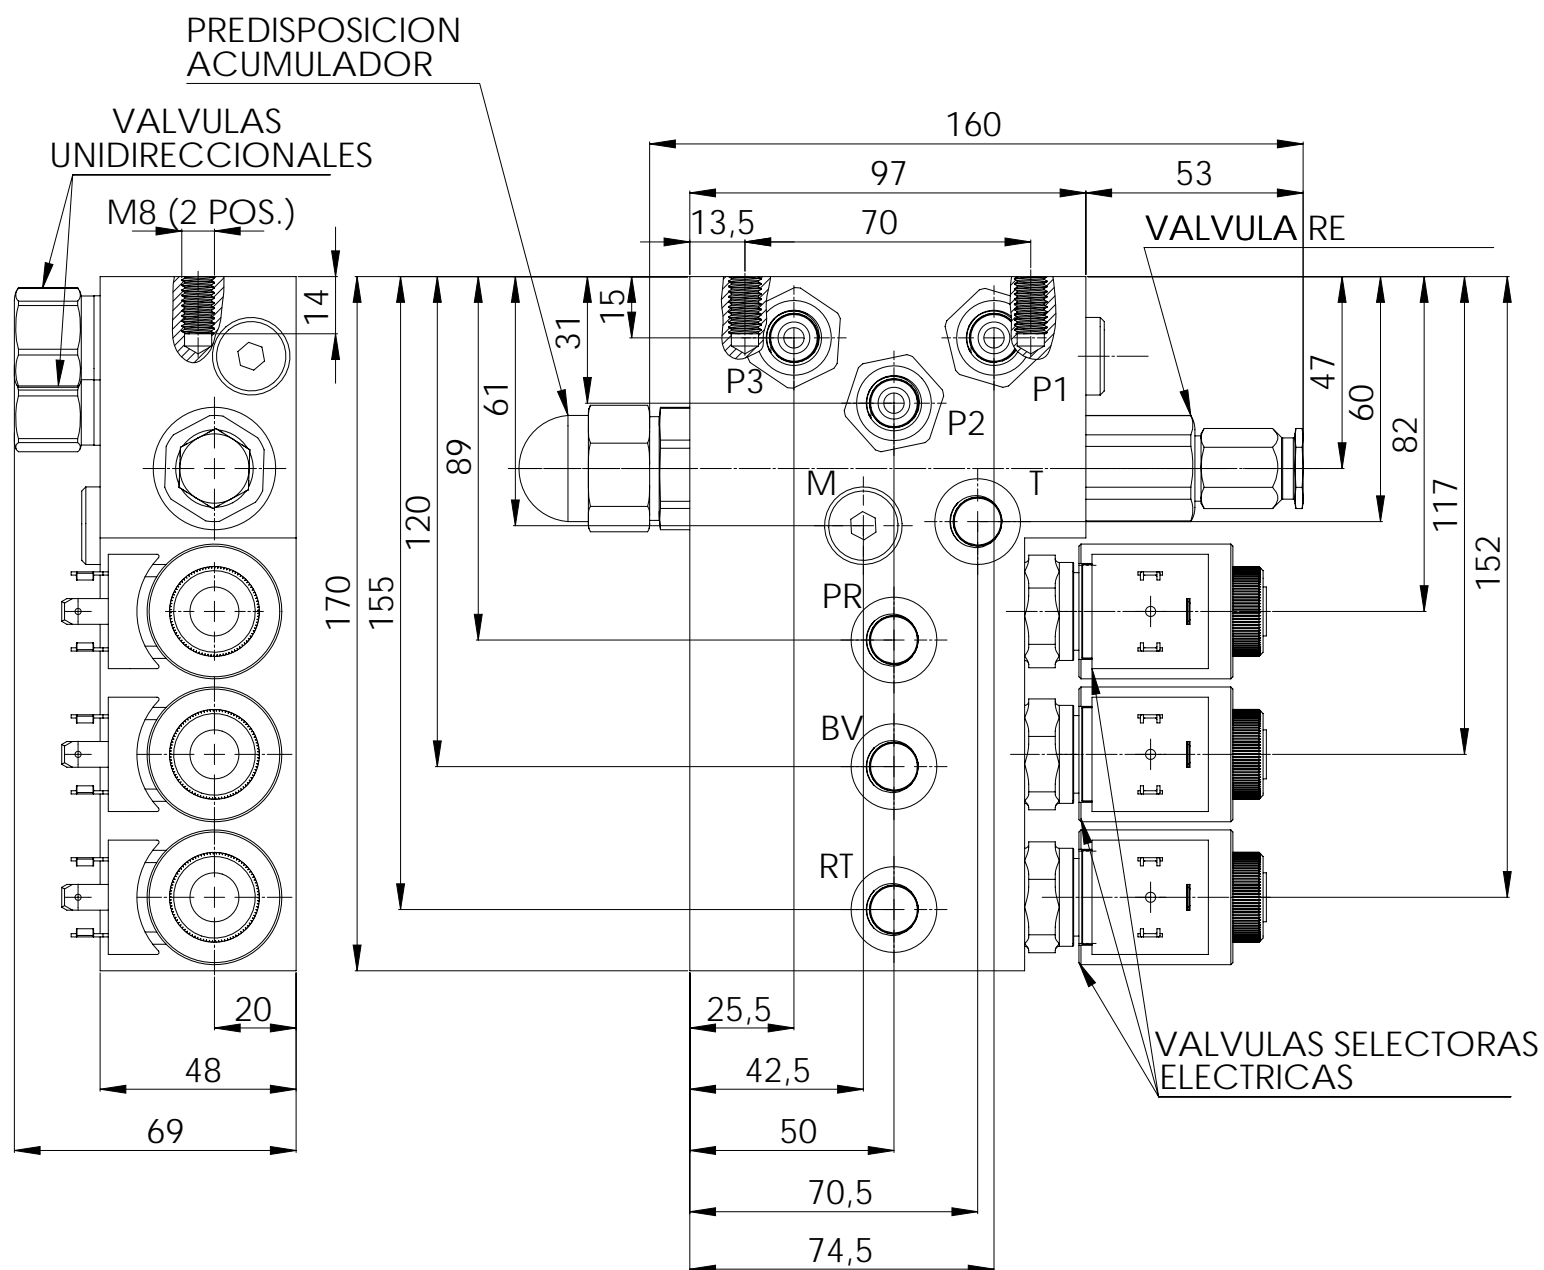 PREDISPOSICION
ACUMULADOR
VALVULAS
UNIDIRECCIONALES
M8 (2 POS.)
160
97
53
13,5
70
VALVULA RE
14
15
31
61
89
120
155
170
47
60
82
117
152
P3
P1
P2
M
T
PR
BV
RT
20
48
69
25,5
42,5
50
70,5
74,5
VALVULAS SELECTORAS
ELECTRICAS